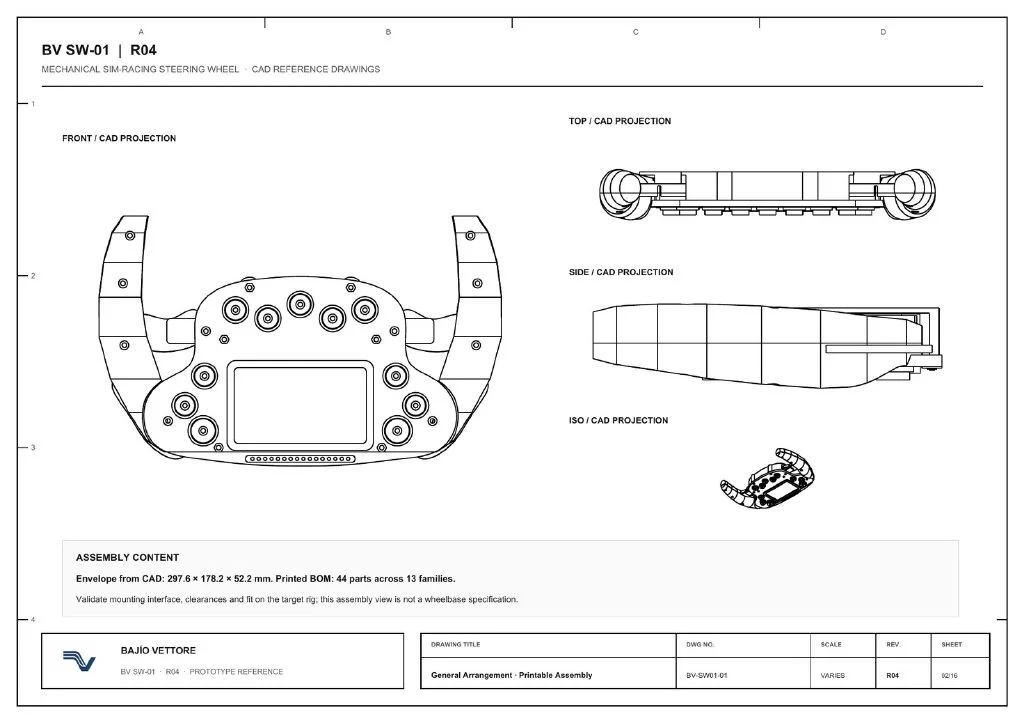 A B C D
BV SW-01 | R04
MECHANICAL SIM-RACING STEERING WHEEL · CAD REFERENCE DRAWINGS
1
TOP / CAD PROJECTION
FRONT / CAD PROJECTION
SIDE / CAD PROJECTION
2
ISO / CAD PROJECTION
3
ASSEMBLY CONTENT
Envelope from CAD: 297.6 × 178.2 × 52.2 mm. Printed BOM: 44 parts across 13 families.
Validate mounting interface, clearances and fit on the target rig; this assembly view is not a wheelbase specification.
4
BAJÍO VETTORE
BV SW-01 · R04 · PROTOTYPE REFERENCE
DRAWING TITLE DWG NO. SCALE REV. SHEET
General Arrangement · Printable Assembly BV-SW01-01 VARIES R04 02/16